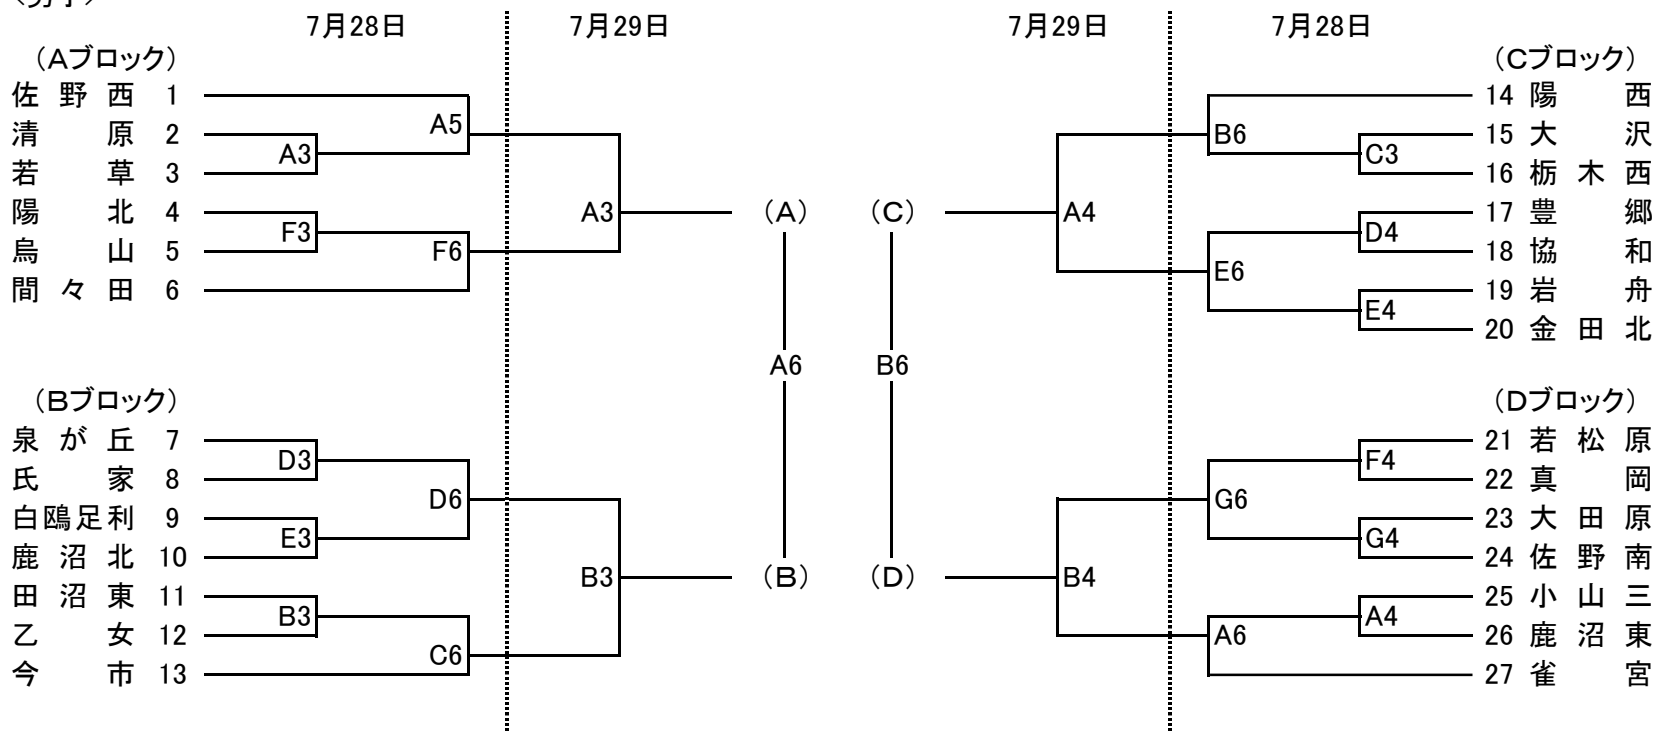 7月28日 7月29日 7月29日 7月28日
（Aブロック） （Cブロック）
佐野西 1 14 陽西
A5 B6
清原 2 15 大沢
A3 C3
若草 3 16 栃木西
陽北 4 A3 （A） （C） A4 17 豊郷
F3 D4
烏山 5 F6 18 協和
E6
間々田 6 19 岩舟
E4
20 金田北
A6 B6
（Bブロック） （Dブロック）
泉が丘 7 21 若松原
D3 F4
氏家 8 22 真岡
D6 G6
白鴎足利 9 23 大田原
E3 G4
鹿沼北 10 24 佐野南
B3 （B） （D） B4
田沼東 11 25 小山三
B3 A4
乙女 12 26 鹿沼東
C6 A6
今市 13 27 雀宮